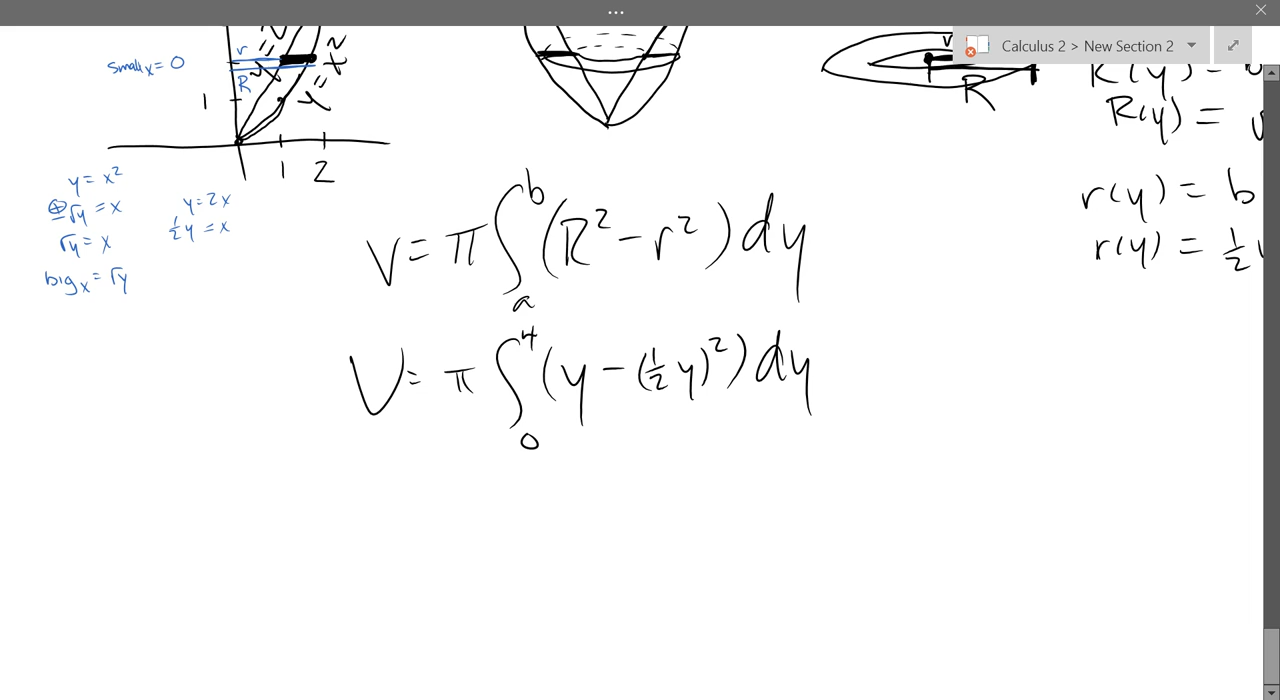 ...
Calculus 2 > New Section 2
small x = 0
r
R
1
1 2
R
R(y) =
r(y) = b
r(y) = ½
y = x²
⊕√y = x
√y = x
big x = √y
y = 2x
½y = x
V = π∫ₐᵇ(R² − r²)dy
V = π∫₀⁴(y − (½y)²)dy